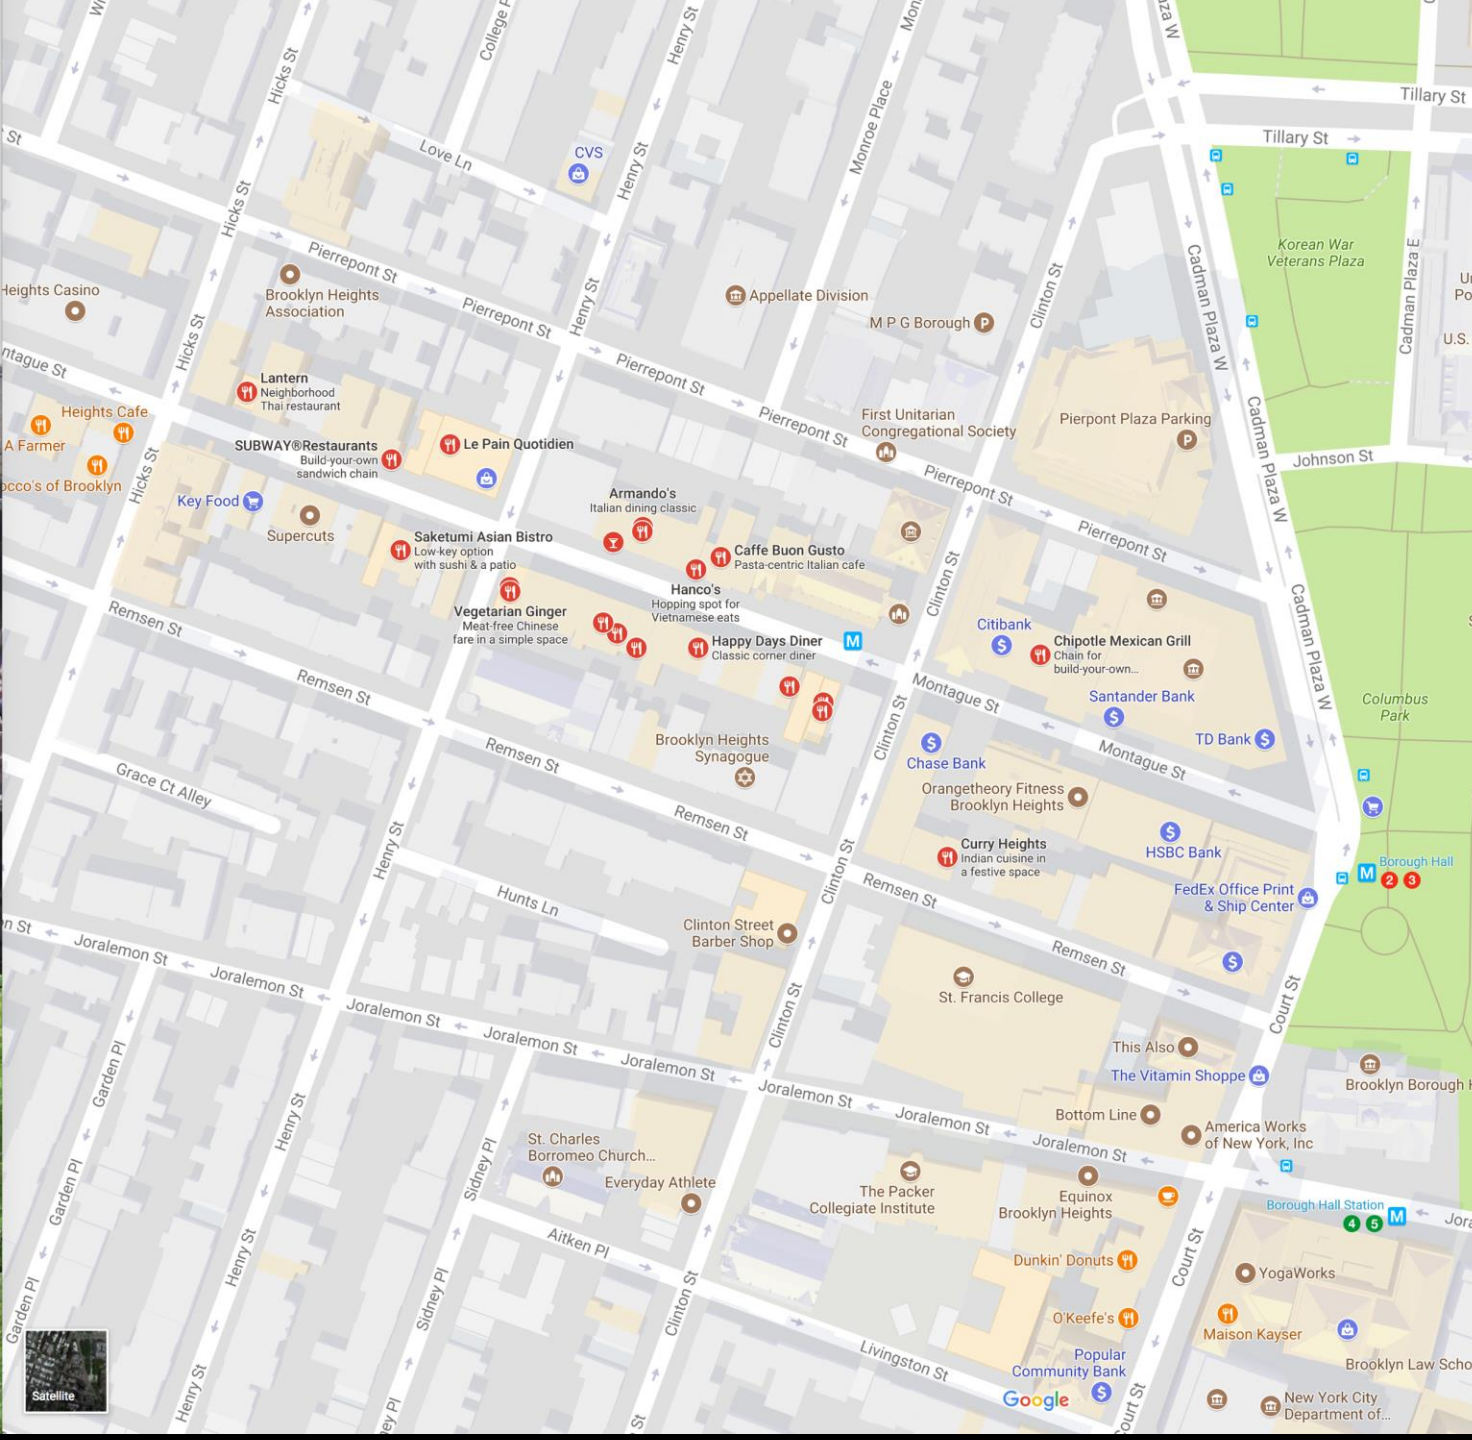 Hicks St
College P
Henry St
Mon
aza W
Tillary St
Tillary St
St
Love Ln
CVS
Henry St
Monroe Place
Hicks St
Pierrepont St
Korean War
Veterans Plaza
Heights Casino
Brooklyn Heights
Association
Pierrepont St
Henry St
Appellate Division
M P G Borough
P
Clinton St
Cadman Plaza W
Cadman Plaza E
U.S.
Po
ntague St
Hicks St
Lantern
Neighborhood
Thai restaurant
Pierrepont St
Pierrepont St
First Unitarian
Congregational Society
Pierpont Plaza Parking
P
Cadman Plaza W
Heights Cafe
A Farmer
occo's of Brooklyn
SUBWAY®Restaurants
Build-your-own
sandwich chain
Le Pain Quotidien
Johnson St
Hicks St
Key Food
Supercuts
Armando's
Italian dining classic
Pierrepont St
Pierrepont St
Saketumi Asian Bistro
Low-key option
with sushi & a patio
Caffe Buon Gusto
Pasta-centric Italian cafe
Hanco's
Hopping spot for
Vietnamese eats
Clinton St
Cadman Plaza W
Remsen St
Vegetarian Ginger
Meat-free Chinese
fare in a simple space
Happy Days Diner
Classic corner diner
M
Citibank
$
Chipotle Mexican Grill
Chain for
build-your-own...
Remsen St
Montague St
Santander Bank
$
Columbus
Park
TD Bank
$
Clinton St
Remsen St
Brooklyn Heights
Synagogue
$
Chase Bank
Montague St
Grace Ct Alley
Orangetheory Fitness
Brooklyn Heights
Remsen St
$
HSBC Bank
Henry St
Curry Heights
Indian cuisine in
a festive space
Clinton St
Borough Hall
M
2
3
Remsen St
FedEx Office Print
& Ship Center
Hunts Ln
Clinton Street
Barber Shop
n St
Joralemon St
Joralemon St
Remsen St
$
St. Francis College
Court St
Joralemon St
Clinton St
Joralemon St
This Also
Joralemon St
The Vitamin Shoppe
Garden Pl
Joralemon St
Brooklyn Borough H
Henry St
Joralemon St
Bottom Line
America Works
of New York, Inc
Joralemon St
St. Charles
Borromeo Church...
Sidney Pl
Everyday Athlete
The Packer
Collegiate Institute
Equinox
Brooklyn Heights
Garden Pl
Borough Hall Station
M
4
5
Jora
Aitken Pl
Henry St
Court St
Dunkin' Donuts
YogaWorks
Garden Pl
Sidney Pl
Clinton St
O'Keefe's
Maison Kayser
Livingston St
Popular
Community Bank
$
Brooklyn Law Scho
Satellite
Henry St
ney Pl
St
Google
Court St
New York City
Department of...